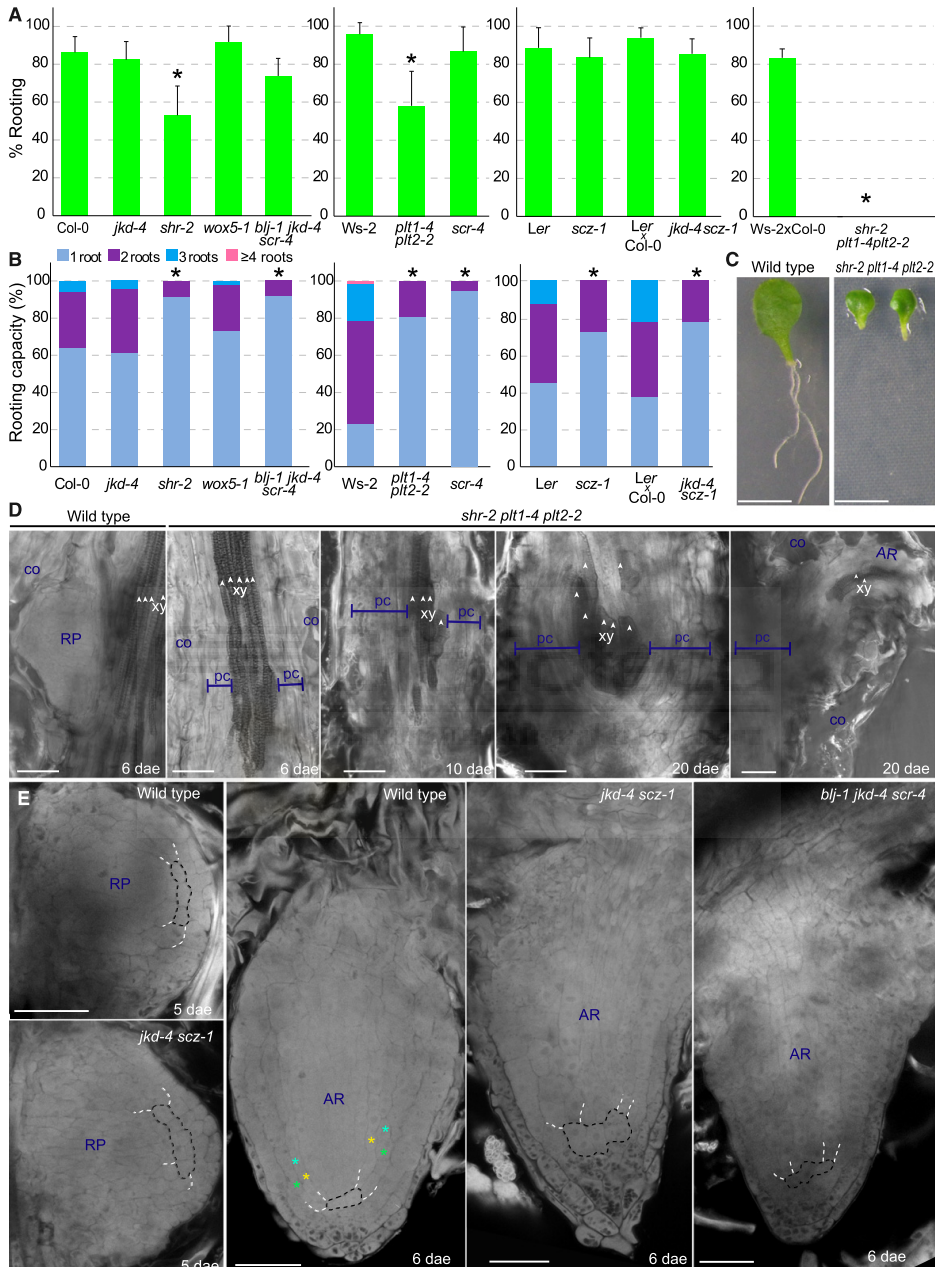 A
% Rooting
100 80 60 40 20 0
100 80 60 40 20 0
100 80 60 40 20 0
100 80 60 40 20 0
* * *
Col-0 jkd-4 shr-2 wox5-1 blj-1 jkd-4 scr-4
Ws-2 plt1-4 plt2-2 scr-4
Ler scz-1 Ler x Col-0 jkd-4 scz-1
Ws-2xCol-0 shr-2 plt1-4plt2-2
B
1 root 2 roots 3 roots ≥4 roots
Rooting capacity (%)
100 80 60 40 20 0
100 80 60 40 20 0
100 80 60 40 20 0
* * * * * *
Col-0 jkd-4 shr-2 wox5-1 blj-1 jkd-4 scr-4
Ws-2 plt1-4 plt2-2 scr-4
Ler scz-1 Ler x Col-0 jkd-4 scz-1
C
Wild type shr-2 plt1-4 plt2-2
D
Wild type shr-2 plt1-4 plt2-2
co RP xy 6 dae
co xy co pc pc 6 dae
pc xy pc 10 dae
pc xy pc 20 dae
co AR xy pc co 20 dae
E
Wild type RP 5 dae
jkd-4 scz-1 RP 5 dae
Wild type AR * * * * * * 6 dae
jkd-4 scz-1 AR 6 dae
blj-1 jkd-4 scr-4 AR 6 dae